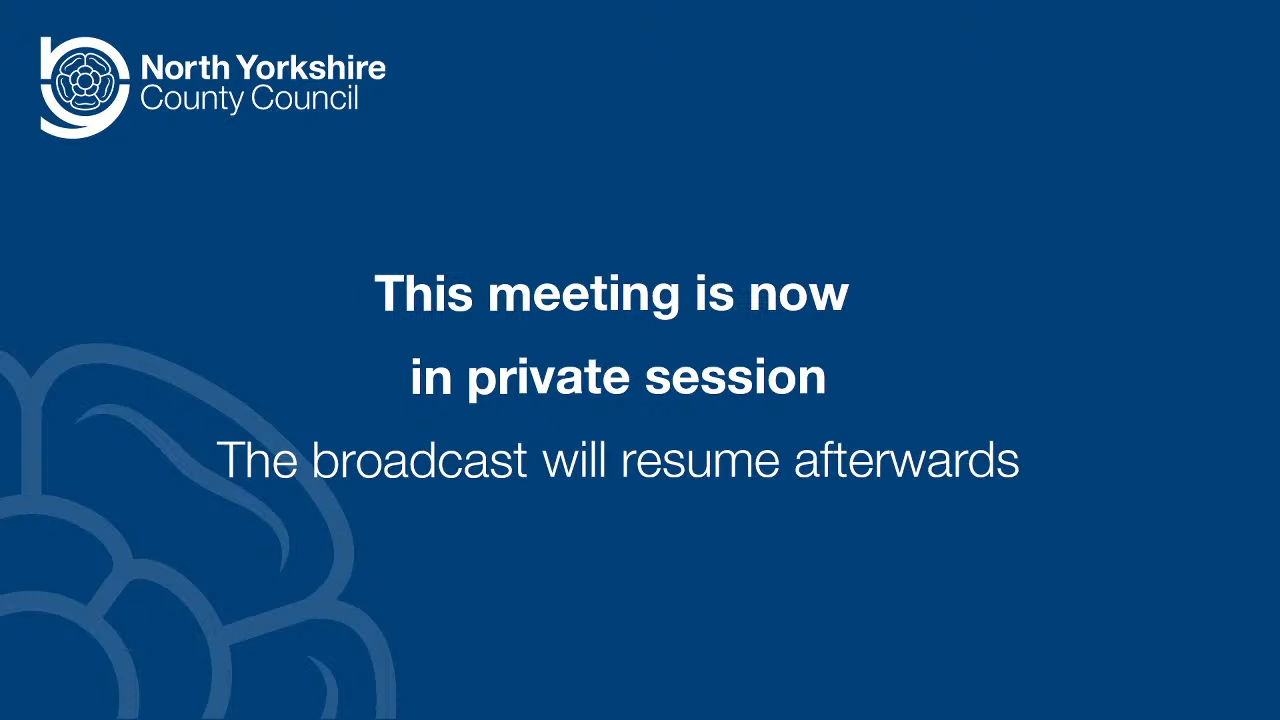 North Yorkshire
County Council
This meeting is now
in private session
The broadcast will resume afterwards